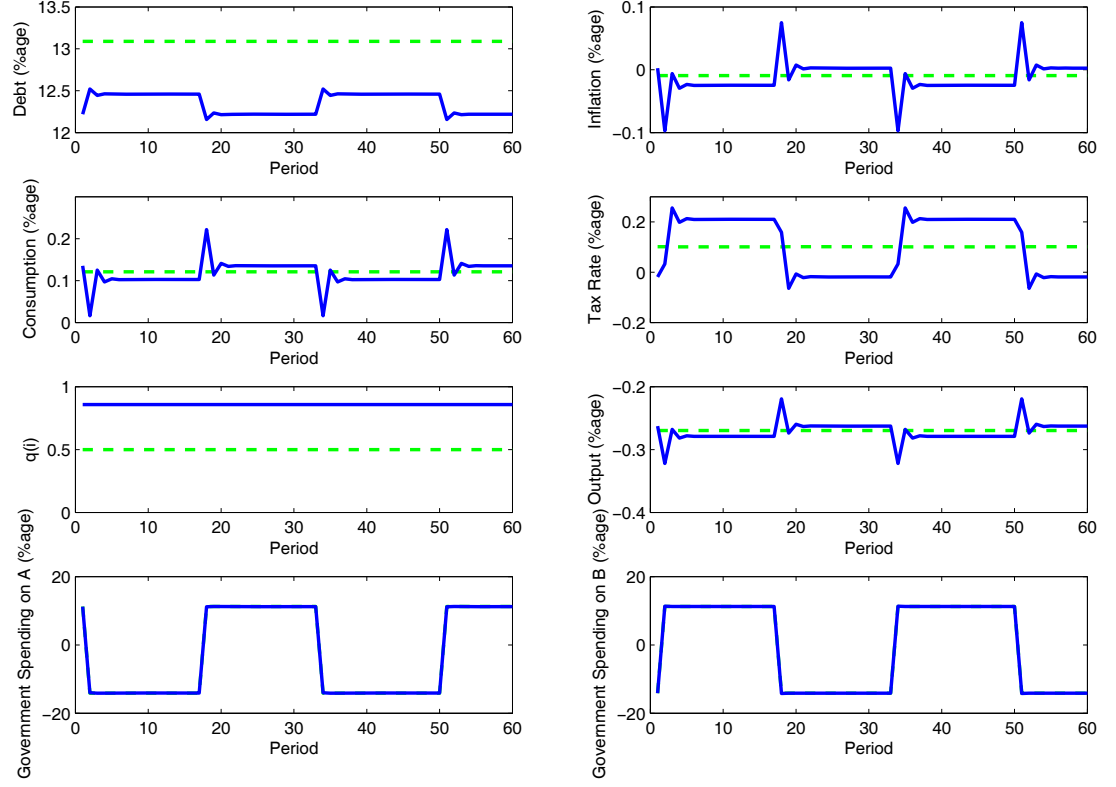 13.5
13
12.5
12
0 10 20 30 40 50 60
Debt (%age)
Period
0.1
0
−0.1
0 10 20 30 40 50 60
Inflation (%age)
Period
0.2
0.1
0
0 10 20 30 40 50 60
Consumption (%age)
Period
0.2
0
−0.2
0 10 20 30 40 50 60
Tax Rate (%age)
Period
1
0.5
0
0 10 20 30 40 50 60
q(i)
Period
−0.2
−0.3
−0.4
0 10 20 30 40 50 60
Output (%age)
Period
20
0
−20
0 10 20 30 40 50 60
Government Spending on A (%age)
Period
20
0
−20
0 10 20 30 40 50 60
Government Spending on B (%age)
Period